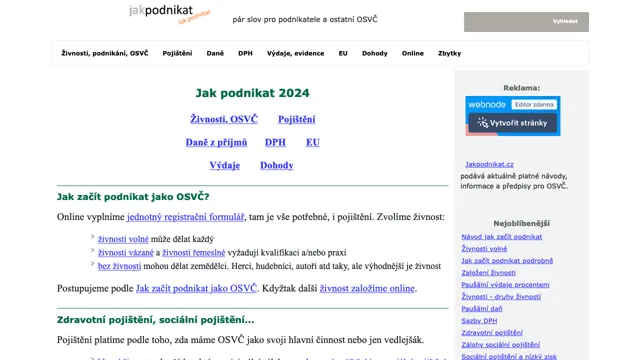 jakpodnikat
jak podnikat
pár slov pro podnikatele a ostatní OSVČ
Vyhledat
Živnosti, podnikání, OSVČ Pojištění Daně DPH Výdaje, evidence EU Dohody Online Zbytky
Jak podnikat 2024
Živnosti, OSVČ Pojištění
Daně z příjmů DPH EU
Výdaje Dohody
Jak začít podnikat jako OSVČ?
Online vyplníme jednotný registrační formulář, tam je vše potřebné, i pojištění. Zvolíme živnost:
> živnosti volné může dělat každý
> živnosti vázané a živnosti řemeslné vyžadují kvalifikaci a/nebo praxi
> bez živnosti mohou dělat zemědělci. Herci, hudebníci, autoři atd taky, ale výhodnější je živnost
Postupujeme podle Jak začít podnikat jako OSVČ. Kdyžtak další živnost založíme online.
Zdravotní pojištění, sociální pojištění...
Pojištění platíme podle toho, zda máme OSVČ jako svoji hlavní činnost nebo jen vedlejšák.
Reklama:
webnode Editor zdarma
Vytvořit stránky
Jakpodnikat.cz
podává aktuálně platné návody,
informace a předpisy pro OSVČ.
Nejoblíbenější
Návod jak začít podnikat
Živnosti volné
Jak začít podnikat podrobně
Založení živnosti
Paušální výdaje procentem
Živnosti - druhy živností
Paušální daň
Sazby DPH
Zdravotní pojištění
Zálohy sociální pojištění
Sociální pojištění a nízký zisk